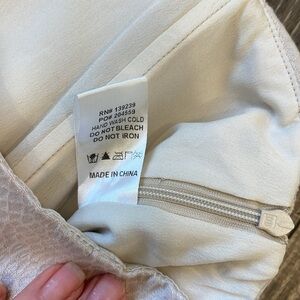 RN# 139239
PO# 204559
HAND WASH COLD
DO NOT BLEACH
DO NOT IRON
MADE IN CHINA